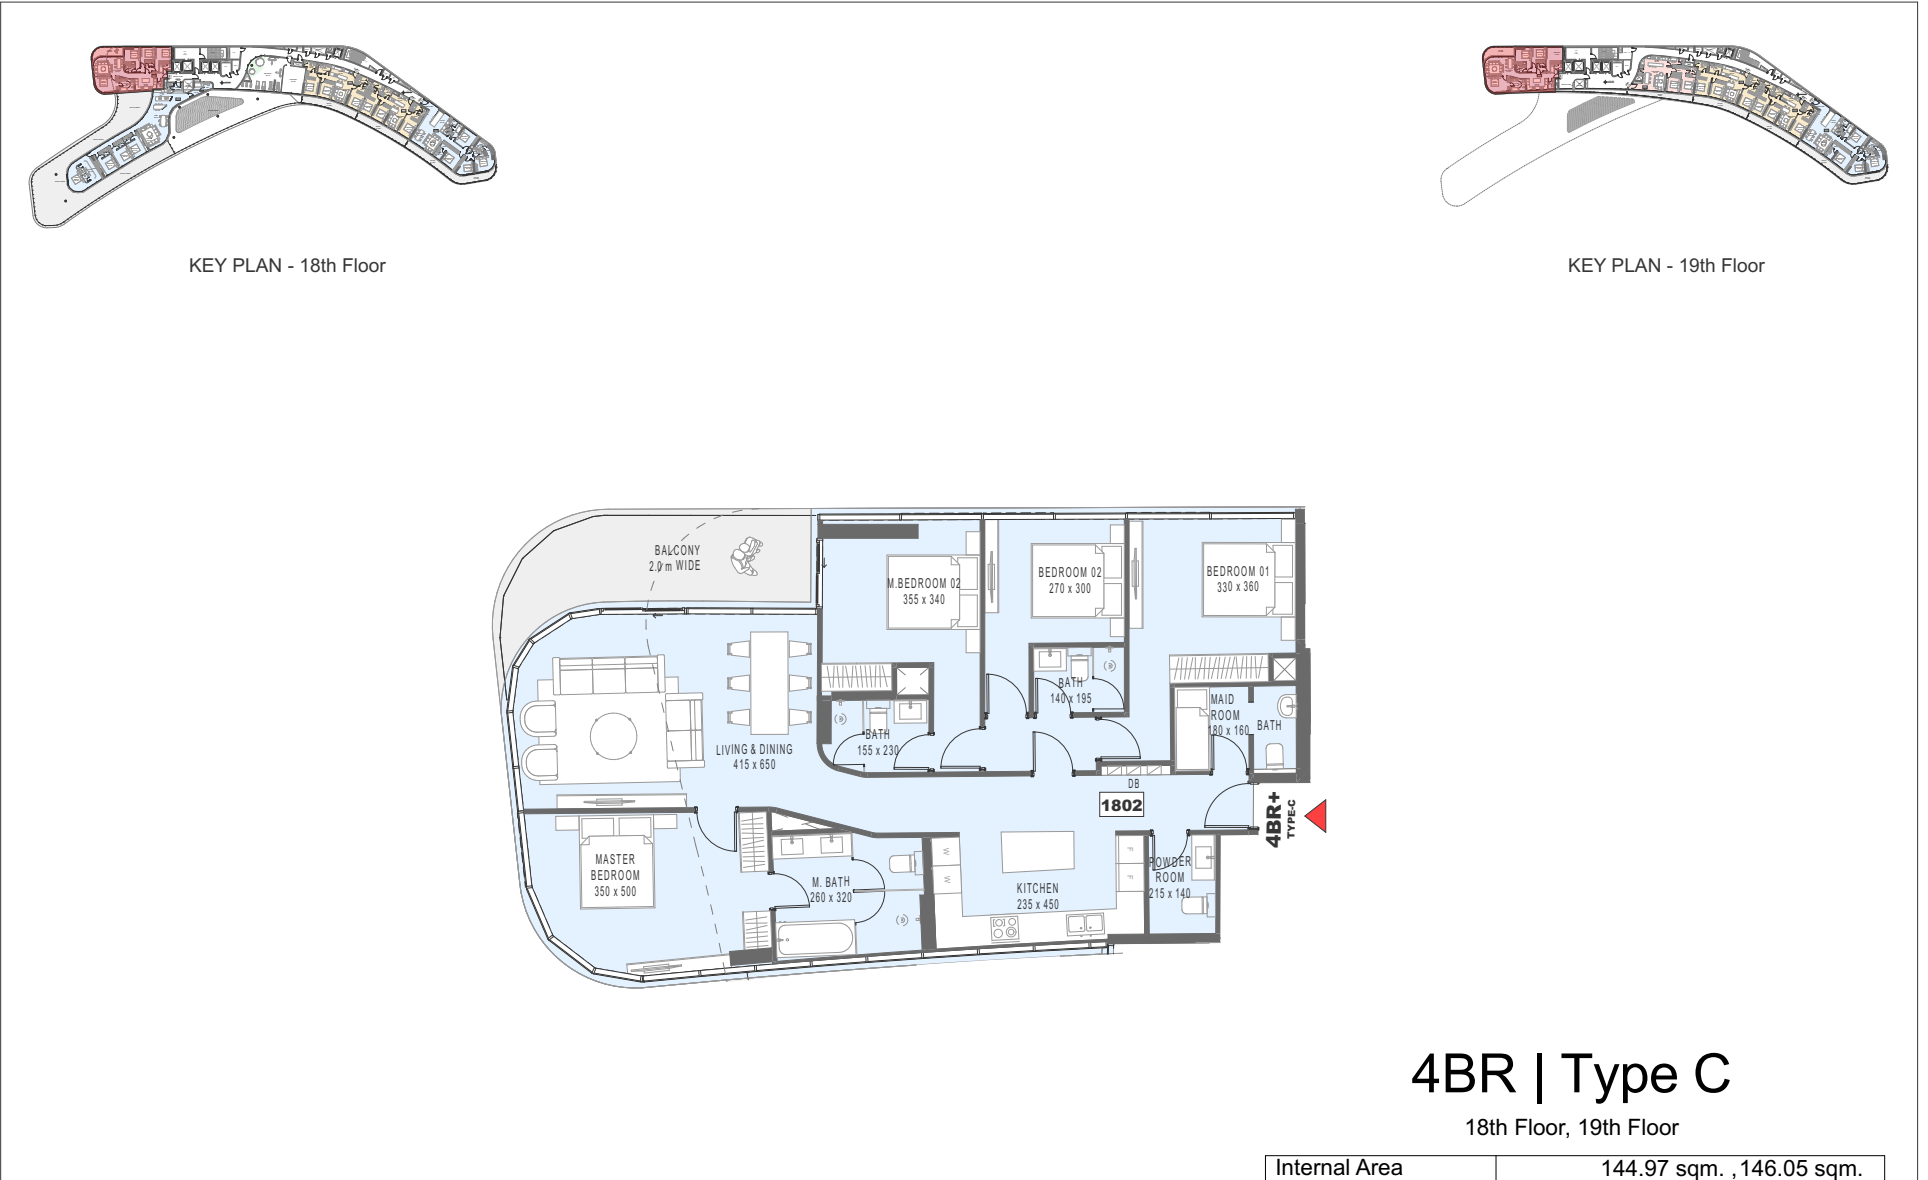 KEY PLAN - 18th Floor
KEY PLAN - 19th Floor
BALCONY
2.0 m WIDE
M.BEDROOM 02
355 x 340
BEDROOM 02
270 x 300
BEDROOM 01
330 x 360
BATH
140 x 195
MAID
ROOM
180 x 160
BATH
BATH
155 x 230
LIVING & DINING
415 x 650
DB
1802
4BR+
TYPE-C
MASTER
BEDROOM
350 x 500
M. BATH
260 x 320
W
W
KITCHEN
235 x 450
F
F
POWDER
ROOM
215 x 140
4BR | Type C
18th Floor, 19th Floor
Internal Area 144.97 sqm. ,146.05 sqm.